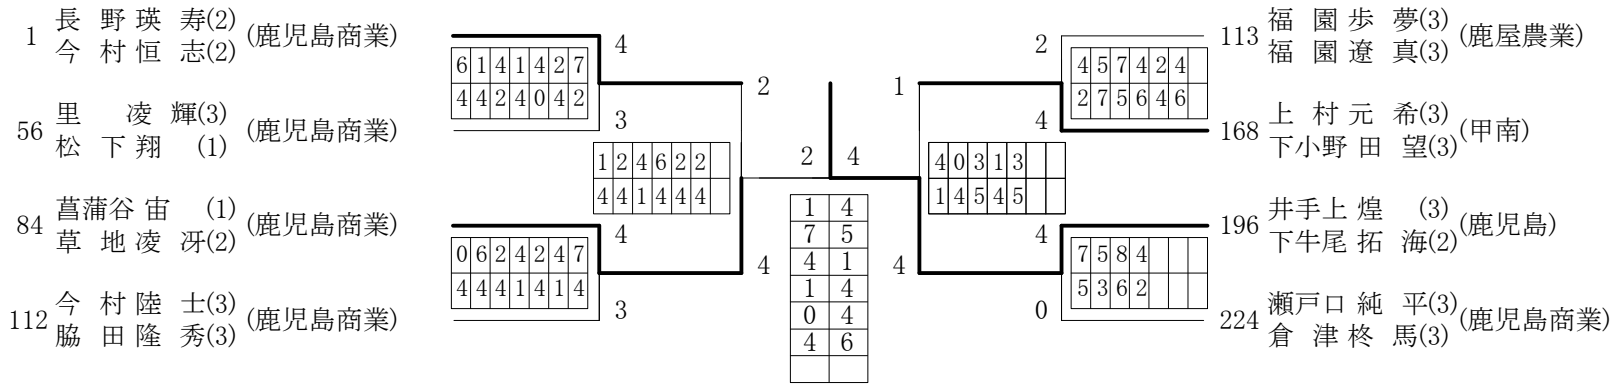 1 長 野 瑛 寿(2) (鹿児島商業)
今 村 恒 志(2)
4
6 1 4 1 4 2 7
4 4 2 4 0 4 2
3
56 里 凌 輝(3) (鹿児島商業)
松 下 翔 (1)
2
1 2 4 6 2 2
4 4 1 4 4 4
84 菖蒲谷 宙 (1) (鹿児島商業)
草 地 凌 冴(2)
4
0 6 2 4 2 4 7
4 4 4 1 4 1 4
3
112 今 村 陸 士(3) (鹿児島商業)
脇 田 隆 秀(3)
4
2 4
1 4
7 5
4 1
1 4
0 4
4 6
113 福 園 歩 夢(3) (鹿屋農業)
福 園 遼 真(3)
2
4 5 7 4 2 4
2 7 5 6 4 6
4
168 上 村 元 希(3) (甲南)
下小野 田 望(3)
1
4 0 3 1 3
1 4 5 4 5
196 井手上 煌 (3) (鹿児島)
下牛尾 拓 海(2)
4
7 5 8 4
5 3 6 2
0
224 瀬戸口 純 平(3) (鹿児島商業)
倉 津 柊 馬(3)
4